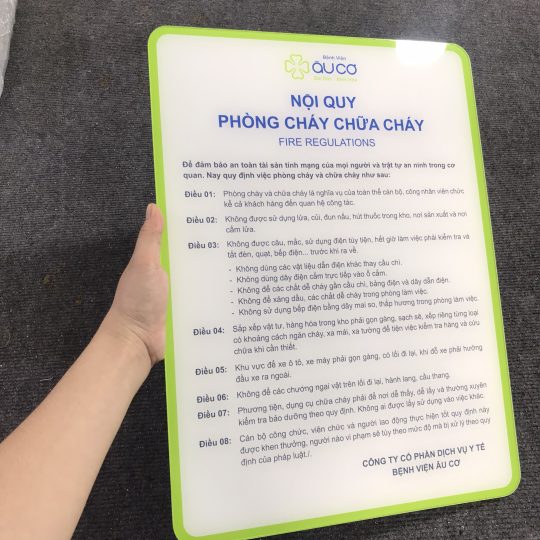 Bệnh Viện
ÂU CƠ
NỘI QUY
PHÒNG CHÁY CHỮA CHÁY
FIRE REGULATIONS
Để đảm bảo an toàn tài sản tính mạng của mọi người và trật tự an ninh trong cơ
quan. Nay quy định việc phòng cháy và chữa cháy như sau:
Điều 01: Phòng cháy và chữa cháy là nghĩa vụ của toàn thể cán bộ, công nhân viên chức
kể cả khách hàng đến quan hệ công tác.
Điều 02: Không được sử dụng lửa, củi, đun nấu, hút thuốc trong kho, nơi sản xuất và nơi
cấm lửa.
Điều 03: Không được câu, mắc, sử dụng điện tùy tiện, hết giờ làm việc phải kiểm tra và
tắt đèn, quạt, bếp điện... trước khi ra về.
- Không dùng các vật liệu dẫn điện khác thay cầu chì.
- Không dùng dây điện cắm trực tiếp vào ổ cắm.
- Không để các chất dễ cháy gần cầu chì, bảng điện và dây dẫn điện.
- Không để xăng dầu, các chất dễ cháy trong phòng làm việc.
- Không sử dụng bếp điện bằng dây mai so, thắp hương trong phòng làm việc.
Điều 04: Sắp xếp vật tư, hàng hóa trong kho phải gọn gàng, sạch sẽ, xếp riêng từng loại
có khoảng cách ngăn cháy, xa mái, xa tường để tiện việc kiểm tra hàng và cứu
chữa khi cần thiết.
Điều 05: Khu vực để xe ô tô, xe máy phải gọn gàng, có lối đi lại, khi đỗ xe phải hướng
đầu xe ra ngoài.
Điều 06: Không để các chướng ngại vật trên lối đi lại, hành lang, cầu thang.
Điều 07: Phương tiện, dụng cụ chữa cháy phải để nơi dễ thấy, dễ lấy và thường xuyên
kiểm tra bảo dưỡng theo quy định. Không ai được lấy sử dụng vào việc khác.
Điều 08: Cán bộ công chức, viên chức và người lao động thực hiện tốt quy định này
được khen thưởng, người nào vi phạm sẽ tùy theo mức độ mà bị xử lý theo quy
định của pháp luật./.
CÔNG TY CỔ PHẦN DỊCH VỤ Y TẾ
BỆNH VIỆN ÂU CƠ